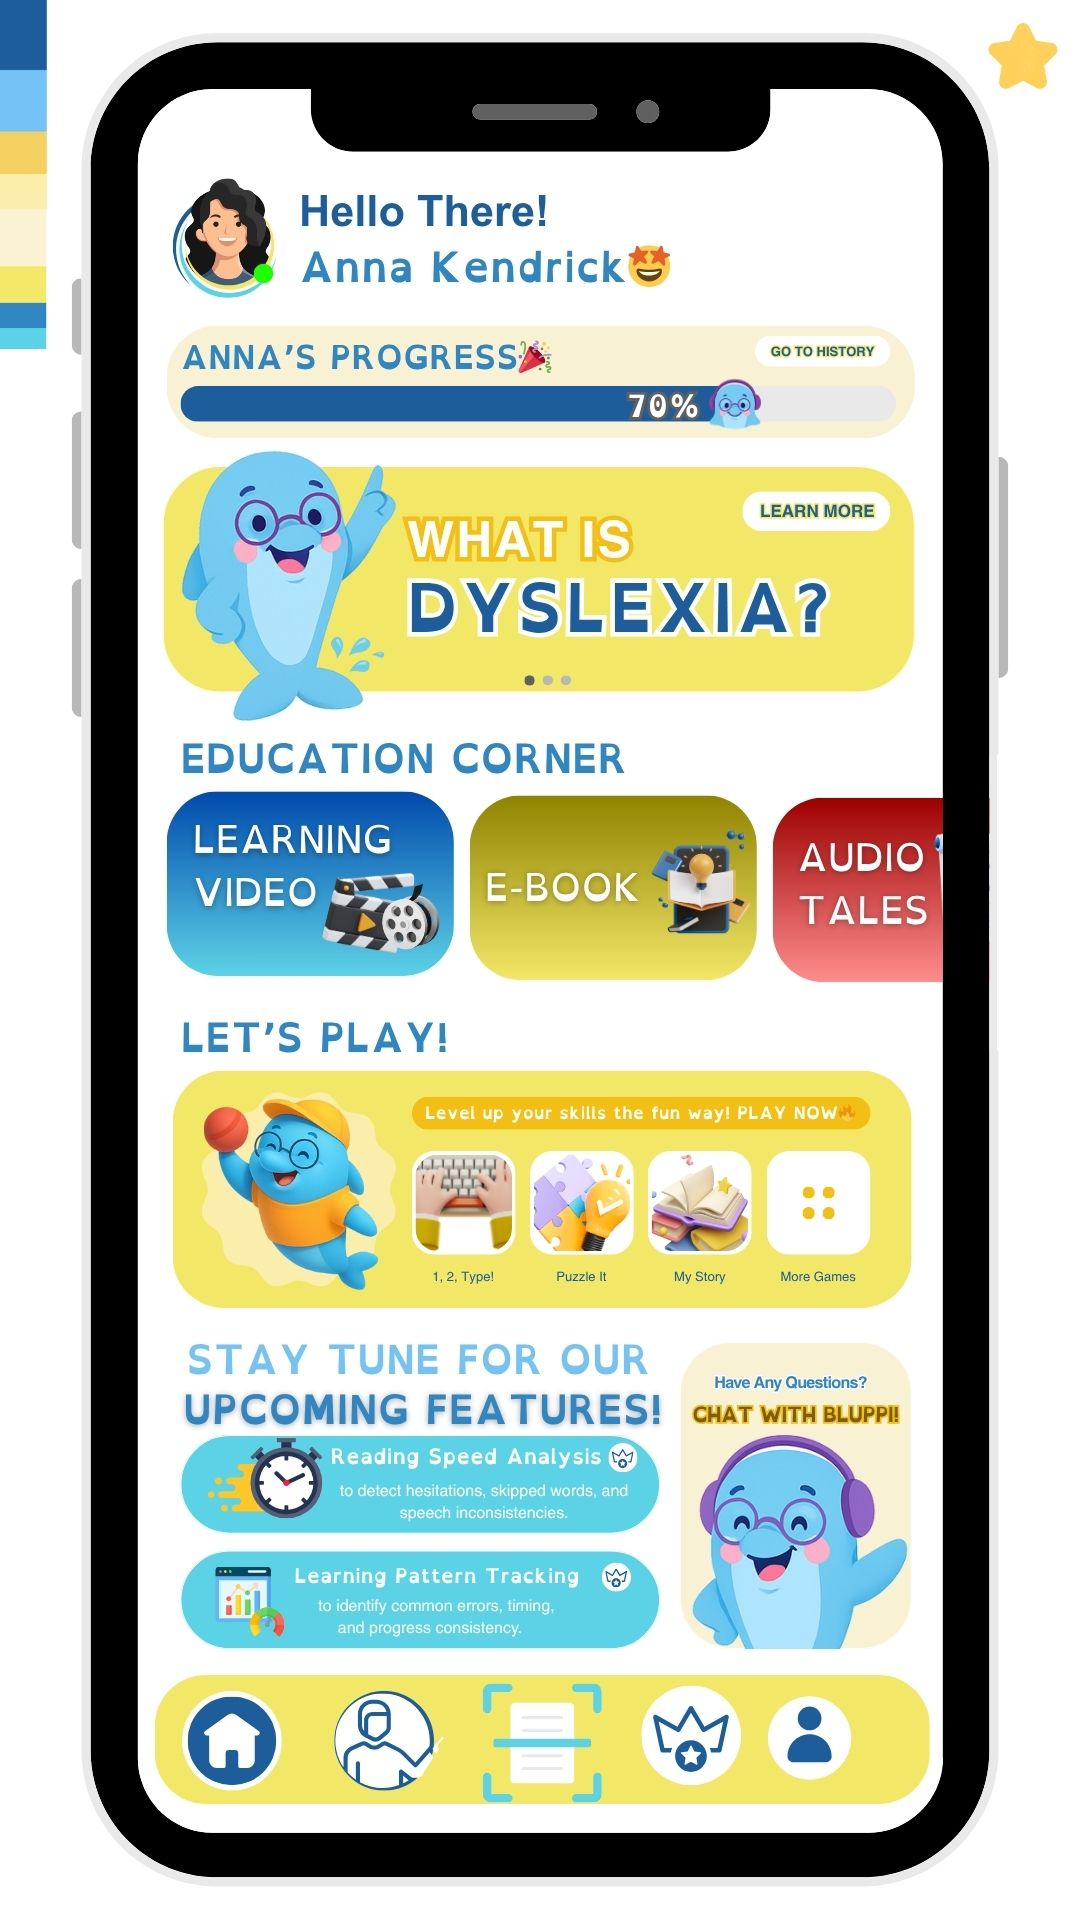 Hello There!
Anna Kendrick
ANNA'S PROGRESS
GO TO HISTORY
70%
WHAT IS
DYSLEXIA?
LEARN MORE
EDUCATION CORNER
LEARNING
VIDEO
E-BOOK
AUDIO
TALES
LET'S PLAY!
Level up your skills the fun way! PLAY NOW
1, 2, Type!
Puzzle It
My Story
More Games
STAY TUNE FOR OUR
UPCOMING FEATURES!
Reading Speed Analysis
to detect hesitations, skipped words, and
speech inconsistencies.
Learning Pattern Tracking
to identify common errors, timing,
and progress consistency.
Have Any Questions?
CHAT WITH BLUPPI!